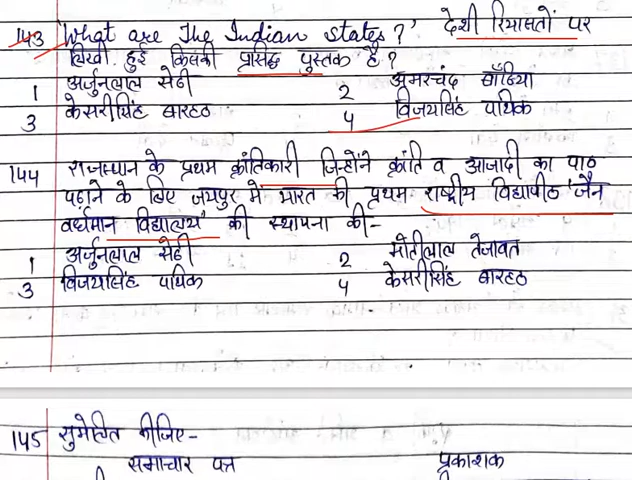 143 'What are The Indian states?' देशी रियासतों पर
लिखी हुई किसकी प्रसिद्ध पुस्तक है?
1 अर्जुनलाल सेठी 2 अमरचंद बाँठिया
3 केसरीसिंह बारहठ 4 विजयसिंह पथिक
144 राजस्थान के प्रथम क्रांतिकारी जिन्होंने क्रांति व आजादी का पाठ
पढ़ाने के लिए जयपुर में भारत की प्रथम राष्ट्रीय विद्यापीठ 'जैन
वर्धमान विद्यालय' की स्थापना की-
1 अर्जुनलाल सेठी 2 मोतीलाल तेजावत
3 विजयसिंह पथिक 4 केसरीसिंह बारहठ
145 सुमेलित कीजिए-
समाचार पत्र प्रकाशक